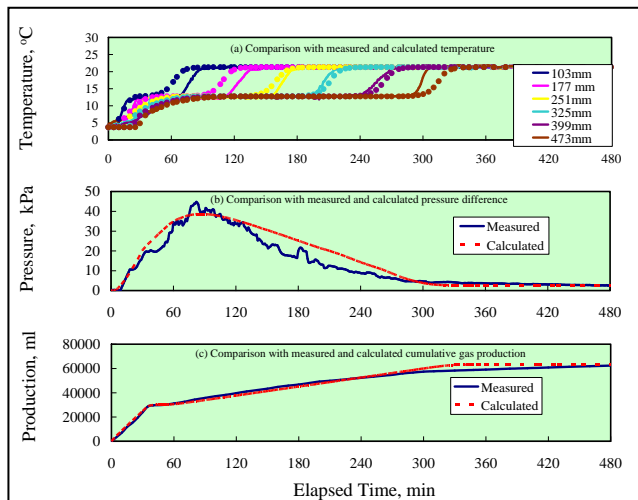 (a) Comparison with measured and calculated temperature
Temperature, °C
30
25
20
15
10
5
0
103mm
177 mm
251mm
325mm
399mm
473mm
0 60 120 180 240 300 360 420 480
(b) Comparison with measured and calculated pressure difference
Pressure, kPa
50
40
30
20
10
0
Measured
Calculated
0 60 120 180 240 300 360 420 480
(c) Comparison with measured and calculated cumulative gas production
Production, ml
80000
60000
40000
20000
0
Measured
Calculated
0 60 120 180 240 300 360 420 480
Elapsed Time, min